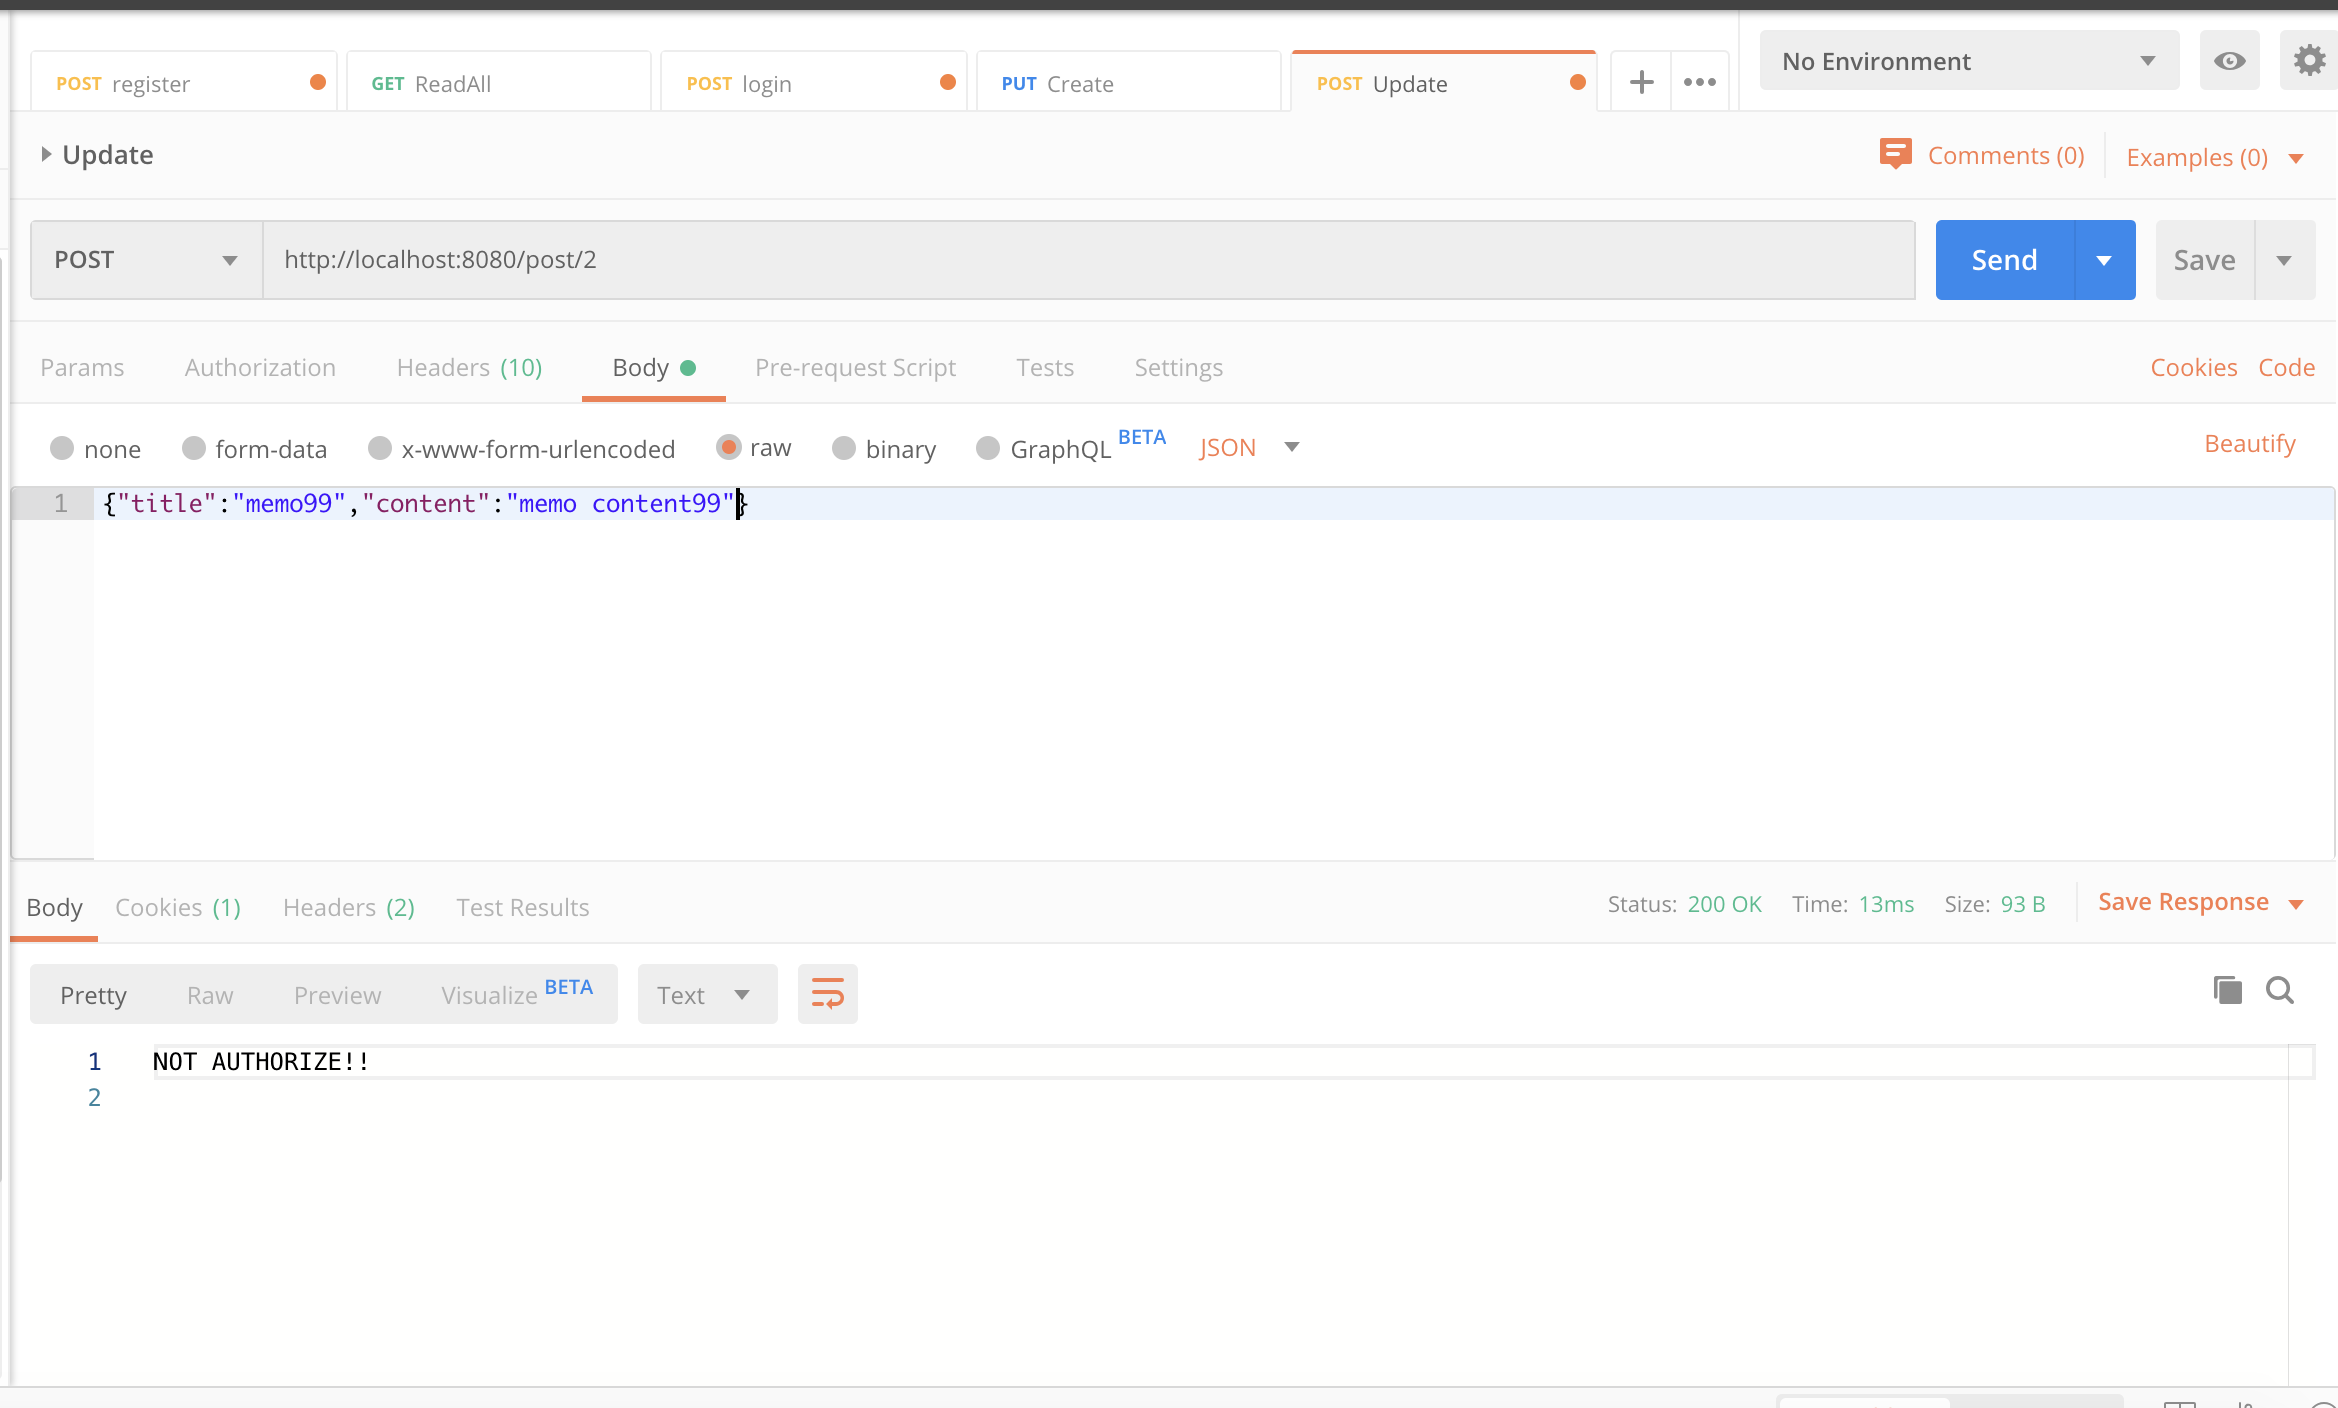 POST register GET ReadAll POST login PUT Create POST Update No Environment
Update Comments (0) Examples (0)
POST http://localhost:8080/post/2 Send Save
Params Authorization Headers (10) Body Pre-request Script Tests Settings Cookies Code
none form-data x-www-form-urlencoded raw binary GraphQL BETA JSON Beautify
1 {"title":"memo99","content":"memo content99"}
Body Cookies (1) Headers (2) Test Results Status: 200 OK Time: 13ms Size: 93 B Save Response
Pretty Raw Preview Visualize BETA Text
1 NOT AUTHORIZE!!
2